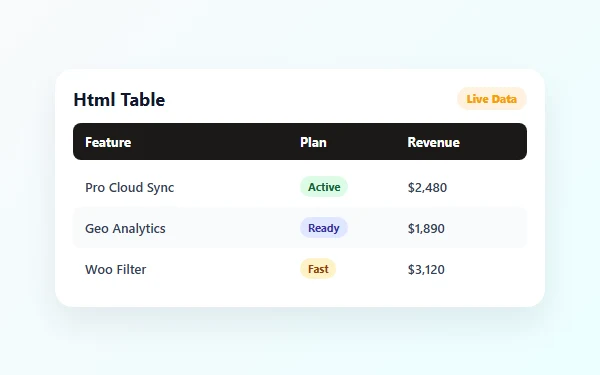 Html Table Live Data
Feature Plan Revenue
Pro Cloud Sync Active $2,480
Geo Analytics Ready $1,890
Woo Filter Fast $3,120